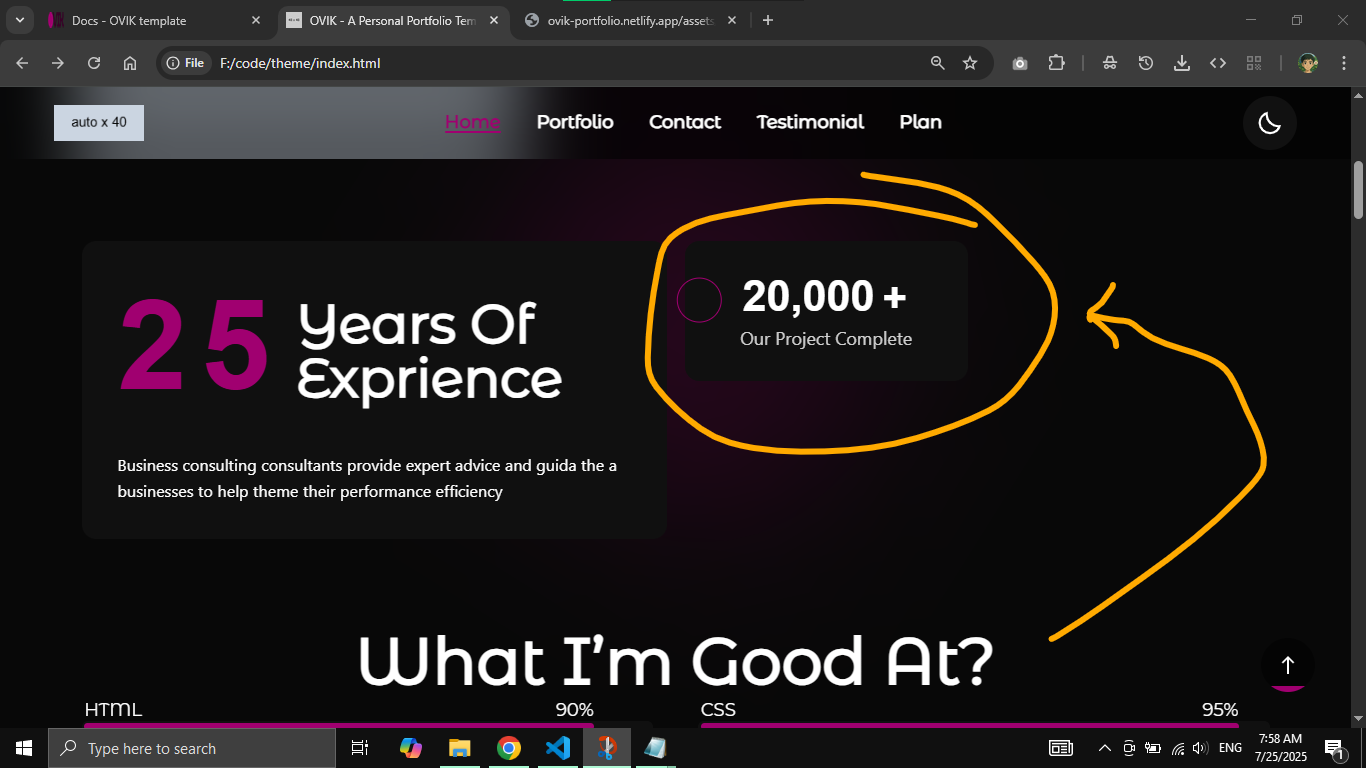 Docs - OVIK template
OVIK - A Personal Portfolio Tem
ovik-portfolio.netlify.app/assets
File
F:/code/theme/index.html
auto x 40
Home
Portfolio
Contact
Testimonial
Plan
25
Years Of
Exprience
Business consulting consultants provide expert advice and guida the a
businesses to help theme their performance efficiency
20,000 +
Our Project Complete
What I’m Good At?
HTML
90%
CSS
95%
Type here to search
ENG
7:58 AM
7/25/2025
1